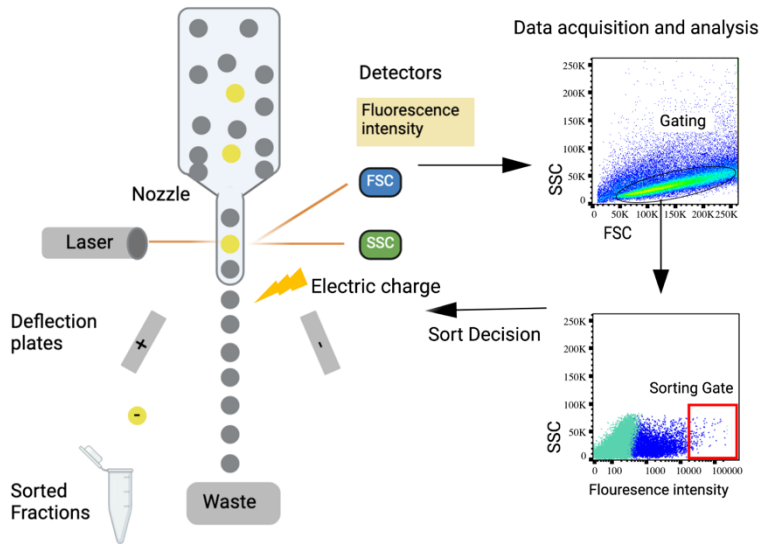 Data acquisition and analysis
Detectors
Fluorescence
intensity
FSC
SSC
Nozzle
Laser
Electric charge
Deflection
plates
+
-
-
Sorted
Fractions
Waste
Sort Decision
250K
200K
150K
100K
50K
0
SSC
Gating
0 50K 100K 150K 200K 250K
FSC
250K
200K
150K
100K
50K
0
SSC
Sorting Gate
0 100 1000 10000 100000
Flouresence intensity